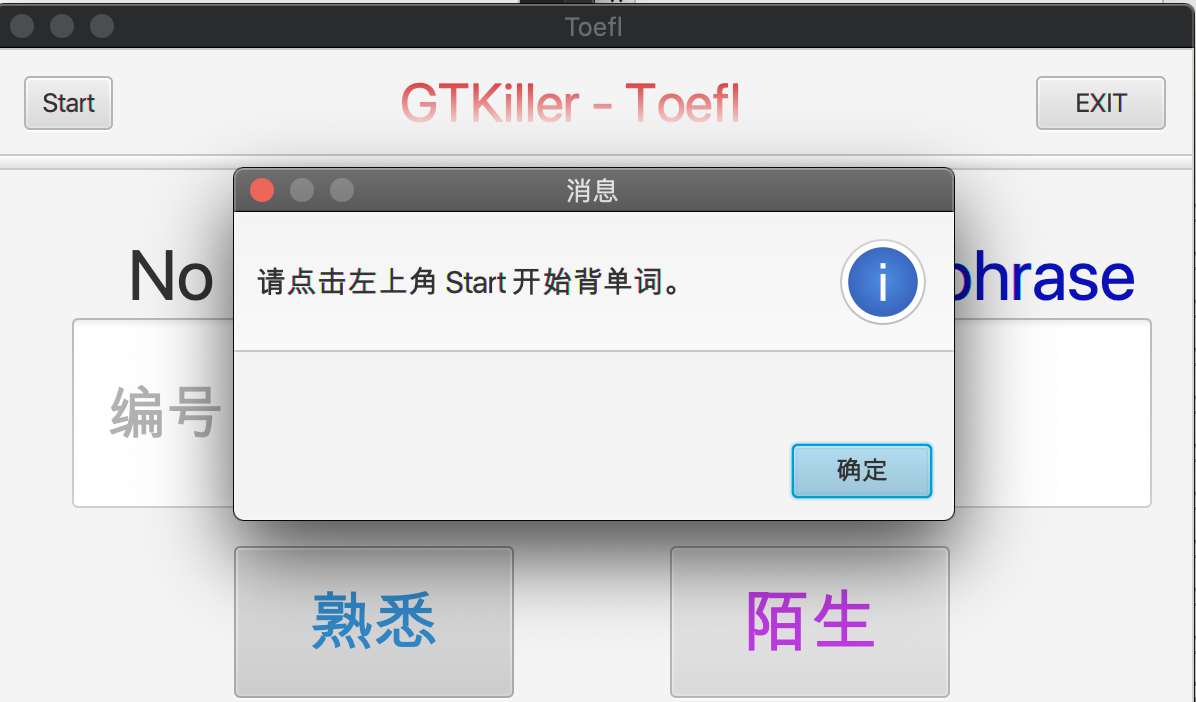 Toefl
Start
GTKiller - Toefl
EXIT
消息
请点击左上角 Start 开始背单词。
i
No
phrase
编号
确定
熟悉
陌生